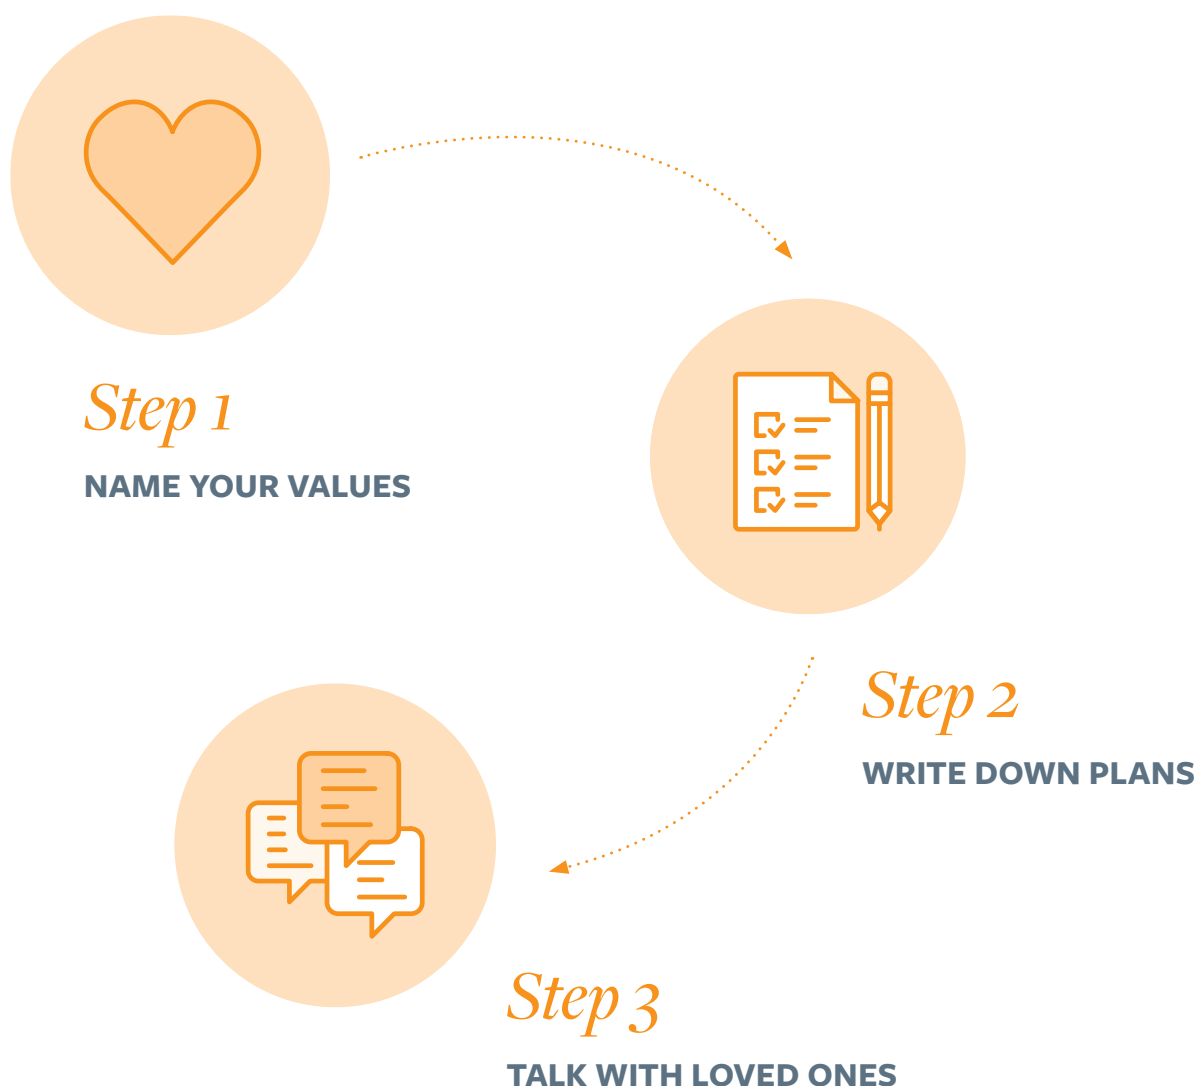 Step 1
NAME YOUR VALUES
Step 2
WRITE DOWN PLANS
Step 3
TALK WITH LOVED ONES